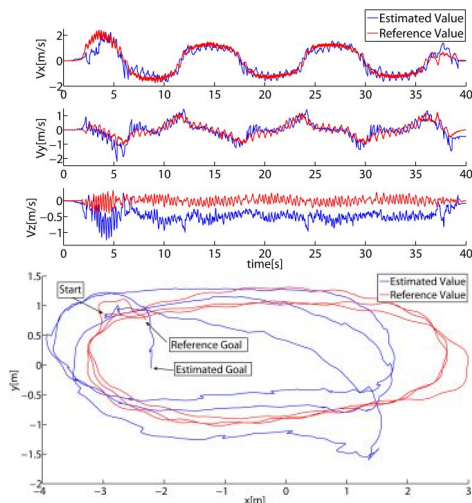 Estimated Value
Reference Value
Vx[m/s]
2
0
−2
0 5 10 15 20 25 30 35 40
Vy[m/s]
1
0
-1
-2
0 5 10 15 20 25 30 35 40
Vz[m/s]
0
−0.5
−1
0 5 10 15 20 25 30 35 40
time[s]
Estimated Value
Reference Value
Start
Reference Goal
Estimated Goal
y[m]
1.5
1
0.5
0
−0.5
−1
−1.5
−2
−4 −3 −2 −1 0 1 2 3
x[m]